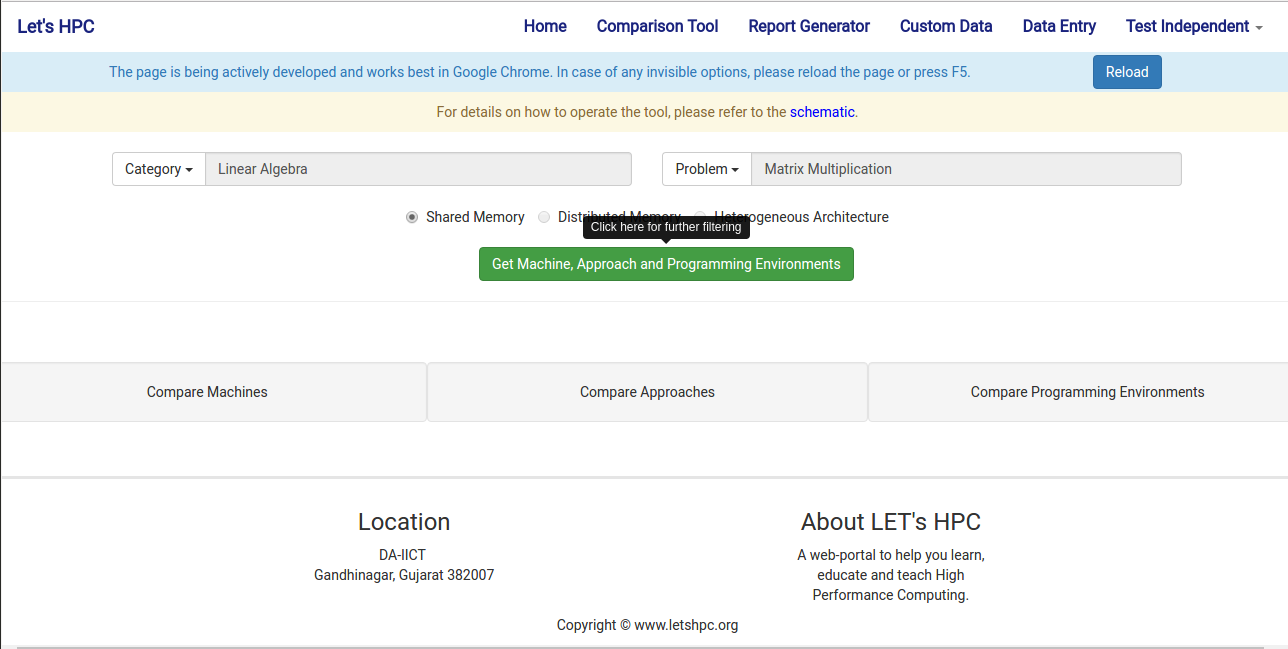 Let's HPC Home Comparison Tool Report Generator Custom Data Data Entry Test Independent
The page is being actively developed and works best in Google Chrome. In case of any invisible options, please reload the page or press F5. Reload
For details on how to operate the tool, please refer to the schematic.
Category Linear Algebra Problem Matrix Multiplication
Shared Memory Distributed Memory Heterogeneous Architecture
Click here for further filtering
Get Machine, Approach and Programming Environments
Compare Machines Compare Approaches Compare Programming Environments
Location
DA-IICT
Gandhinagar, Gujarat 382007
About LET's HPC
A web-portal to help you learn,
educate and teach High
Performance Computing.
Copyright © www.letshpc.org